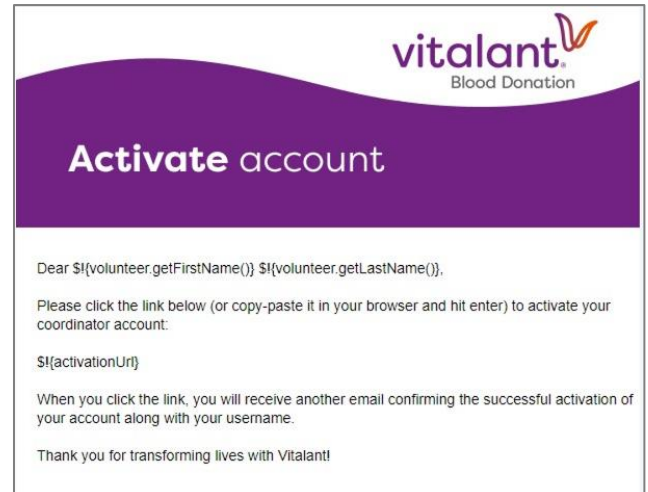 vitalant.
Blood Donation
Activate account
Dear $!{volunteer.getFirstName()} $!{volunteer.getLastName()},
Please click the link below (or copy-paste it in your browser and hit enter) to activate your
coordinator account:
$!{activationUrl}
When you click the link, you will receive another email confirming the successful activation of
your account along with your username.
Thank you for transforming lives with Vitalant!